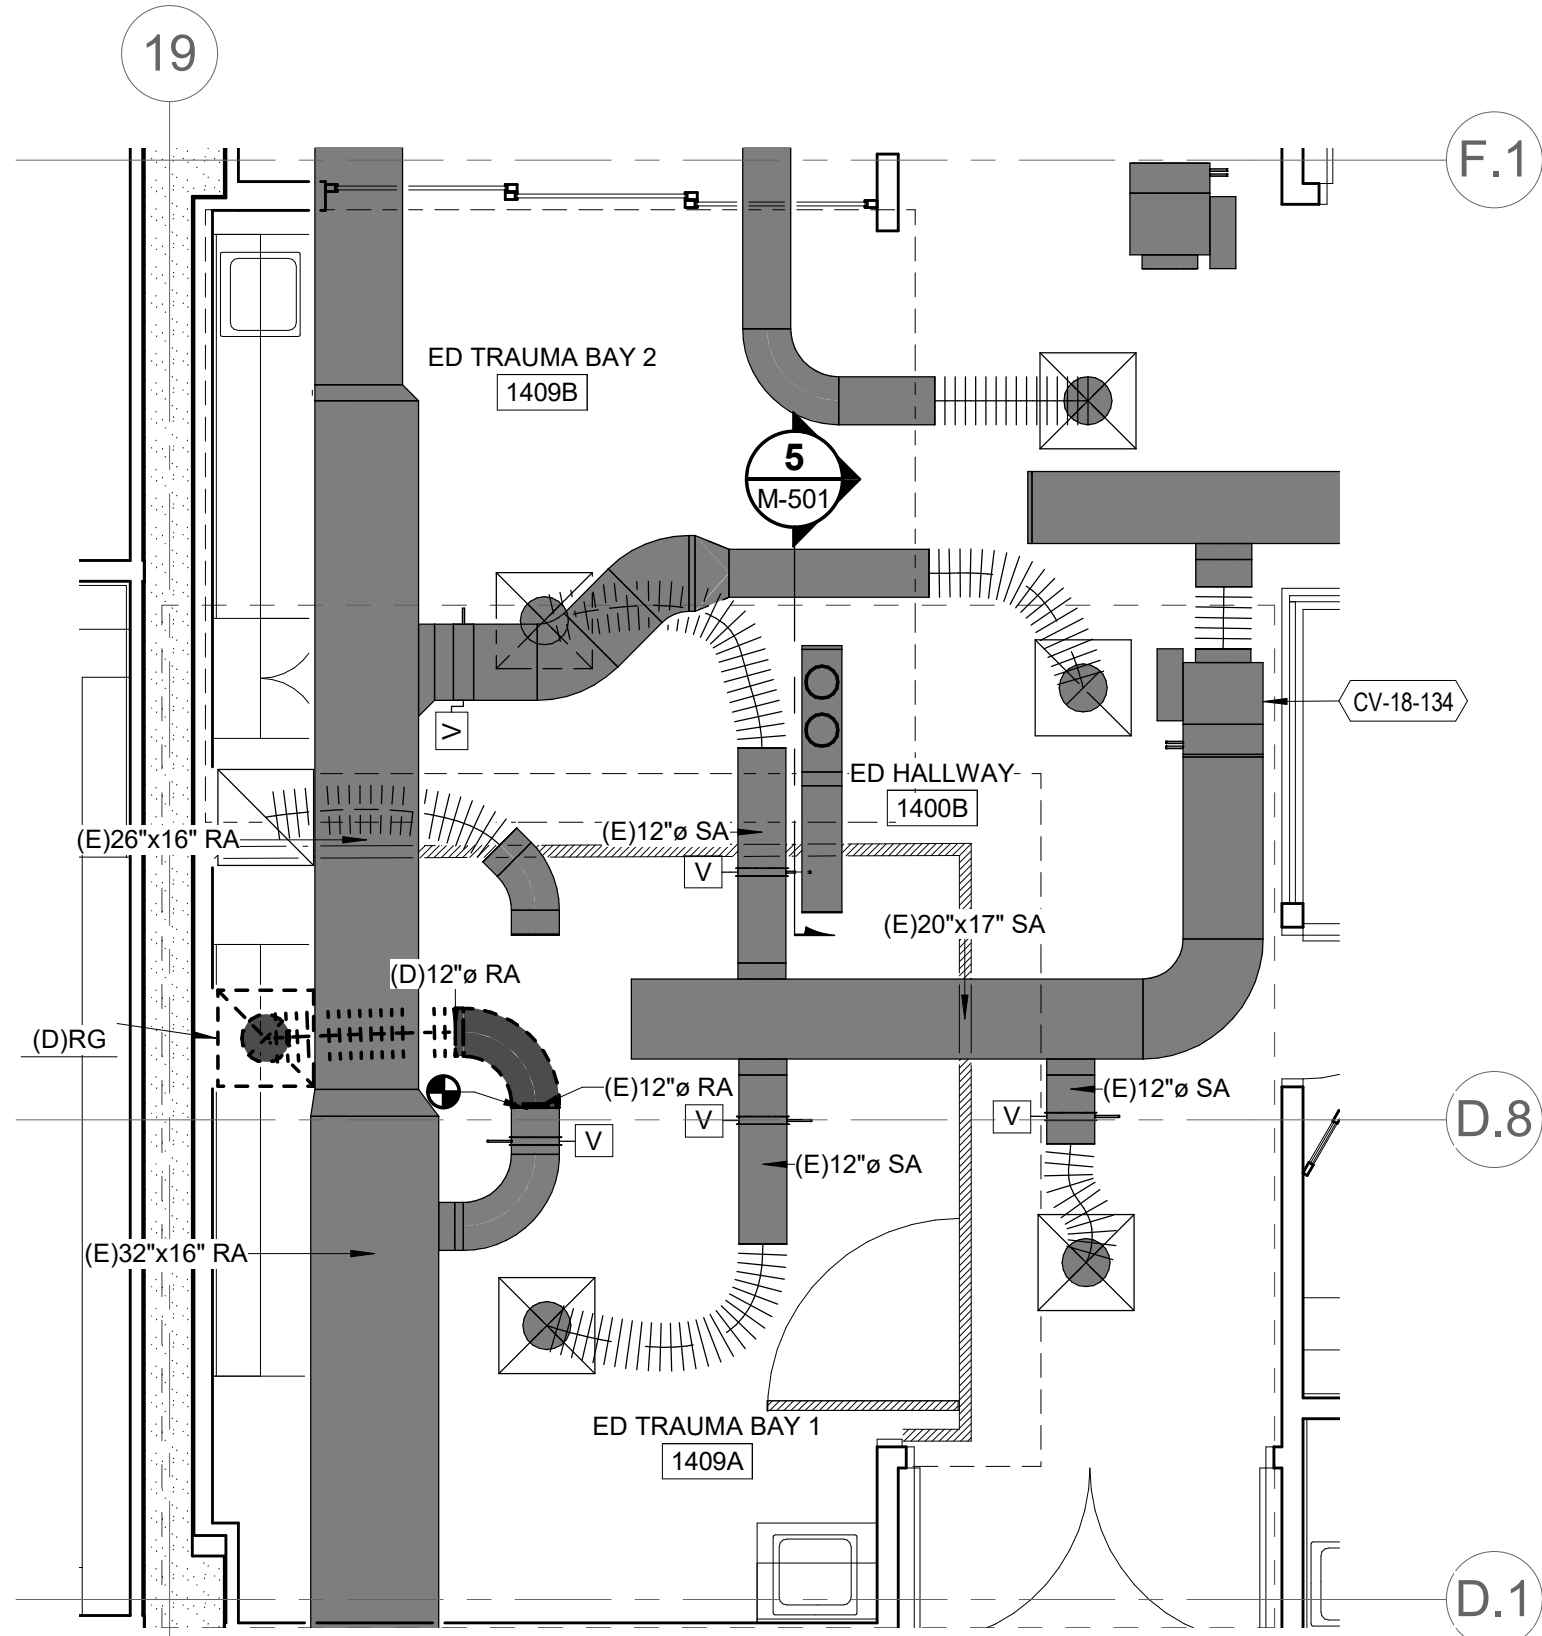 19
F.1
ED TRAUMA BAY 2
1409B
5
M-501
CV-18-134
V
ED HALLWAY
1400B
(E)26"x16" RA
(E)12"ø SA
V
(E)20"x17" SA
(D)12"ø RA
(D)RG
(E)12"ø RA
(E)12"ø SA
V
V
V
D.8
(E)12"ø SA
(E)32"x16" RA
ED TRAUMA BAY 1
1409A
D.1